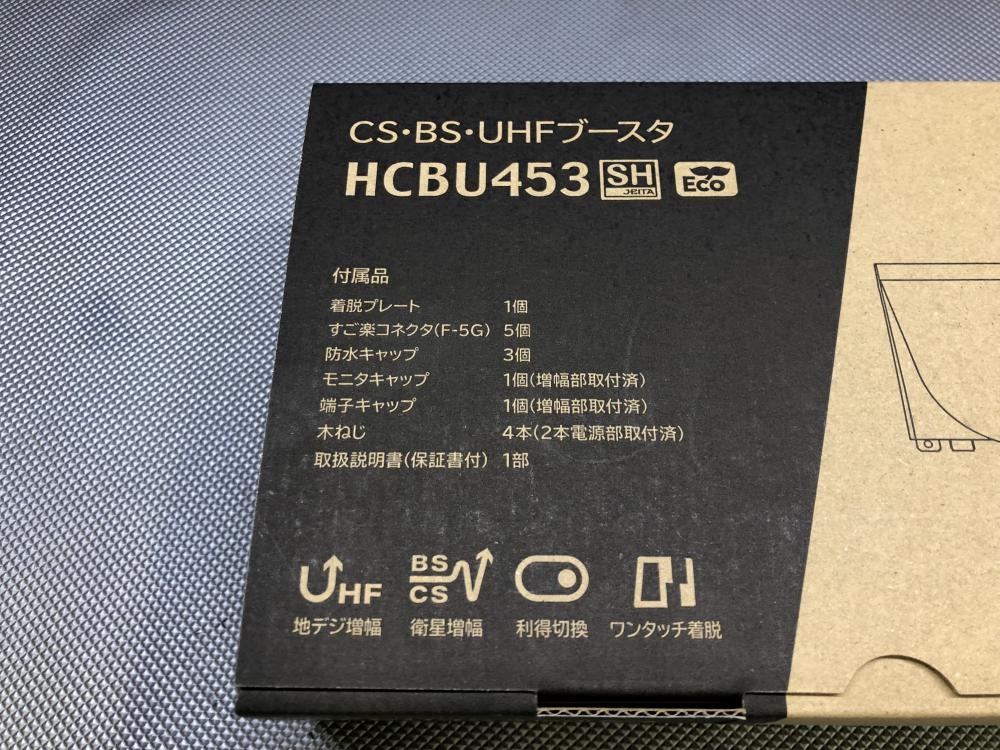 CS・BS・UHFブースタ
HCBU453 SH JEITA Eco
付属品
着脱プレート 1個
すご楽コネクタ(F-5G) 5個
防水キャップ 3個
モニタキャップ 1個(増幅部取付済)
端子キャップ 1個(増幅部取付済)
木ねじ 4本(2本電源部取付済)
取扱説明書(保証書付) 1部
UHF BS CS
地デジ増幅 衛星増幅 利得切換 ワンタッチ着脱